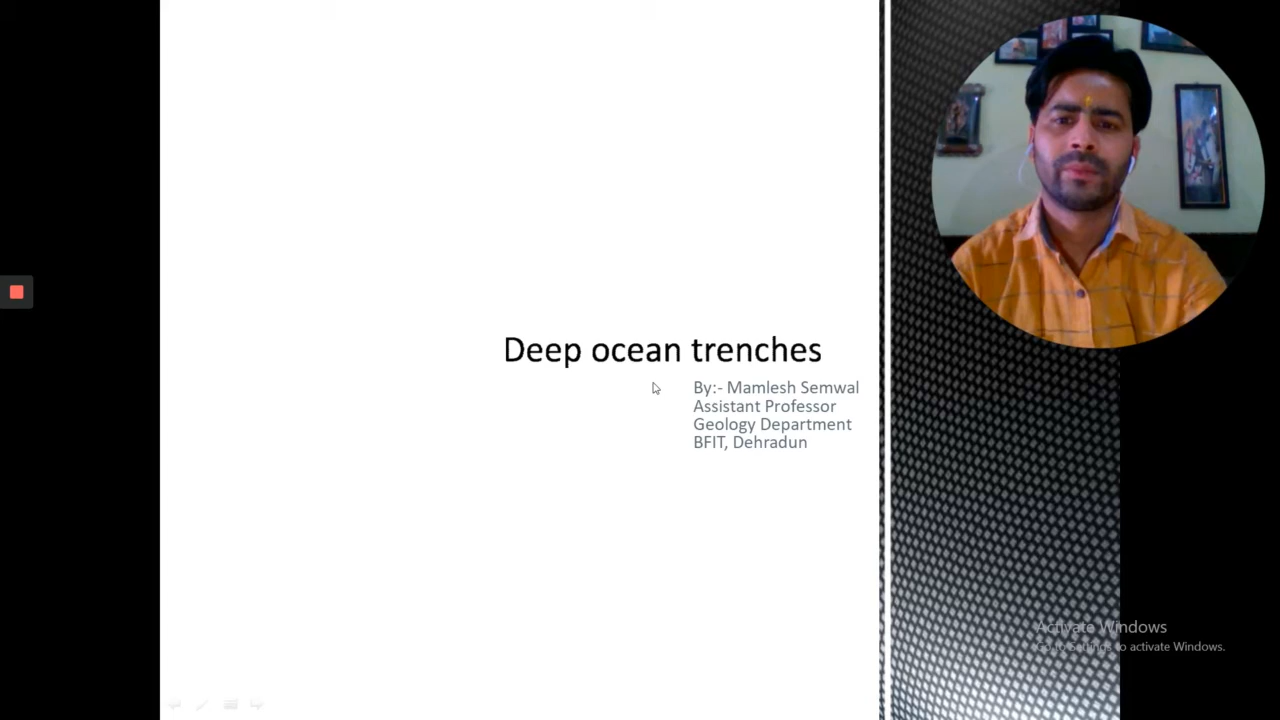 Deep ocean trenches
By:- Mamlesh Semwal
Assistant Professor
Geology Department
BFIT, Dehradun
Activate Windows
Go to Settings to activate Windows.